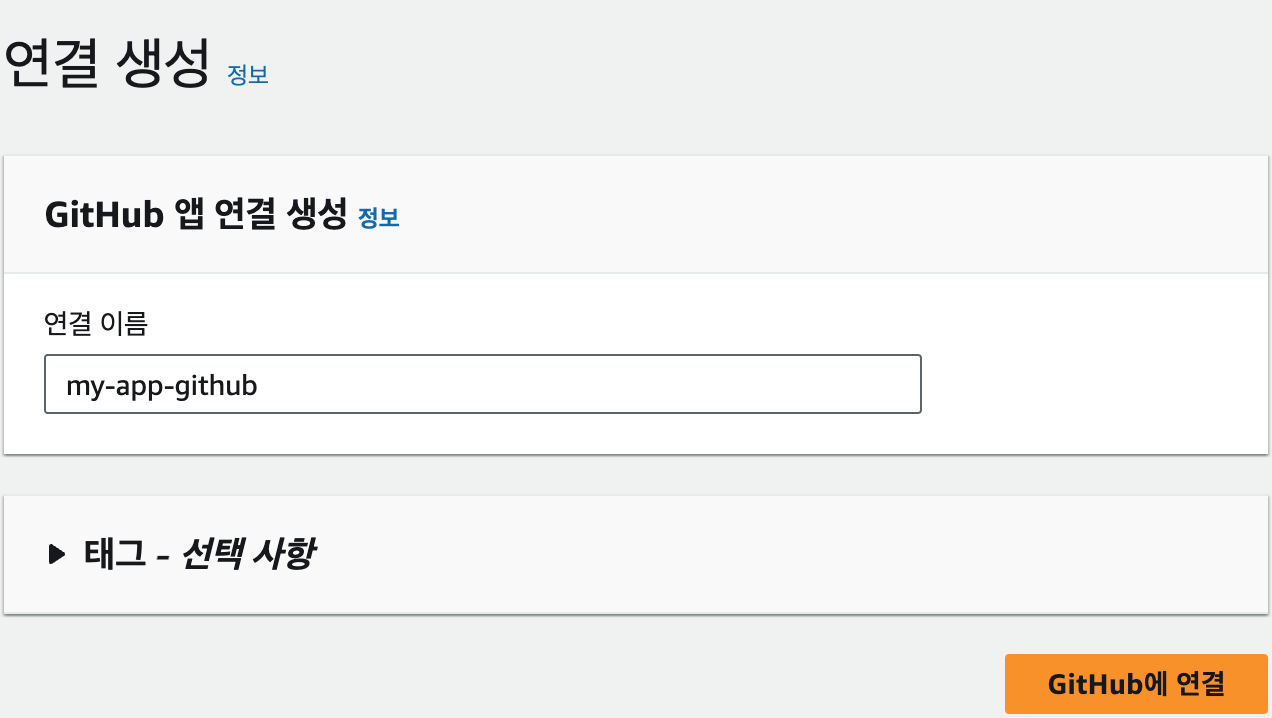 연결 생성 정보
GitHub 앱 연결 생성 정보
연결 이름
my-app-github
태그 - 선택 사항
GitHub에 연결